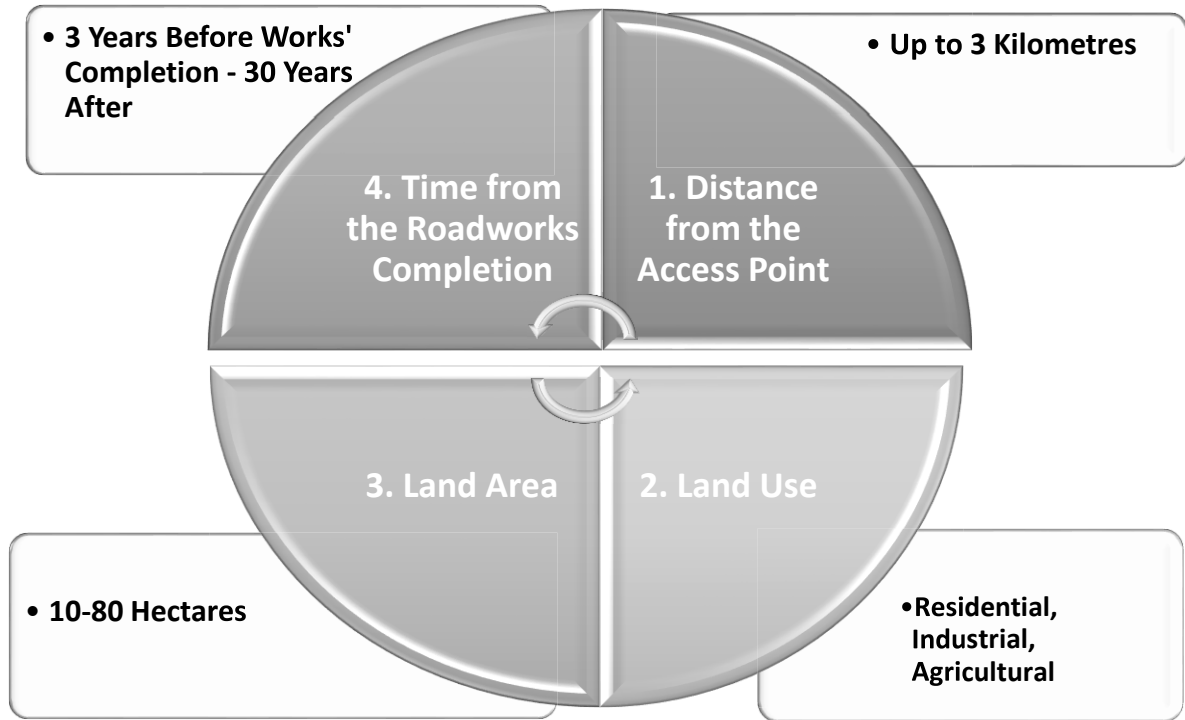 • 3 Years Before Works'
Completion - 30 Years
After
• Up to 3 Kilometres
4. Time from
the Roadworks
Completion
1. Distance
from the
Access Point
3. Land Area
2. Land Use
• 10-80 Hectares
•Residential,
Industrial,
Agricultural